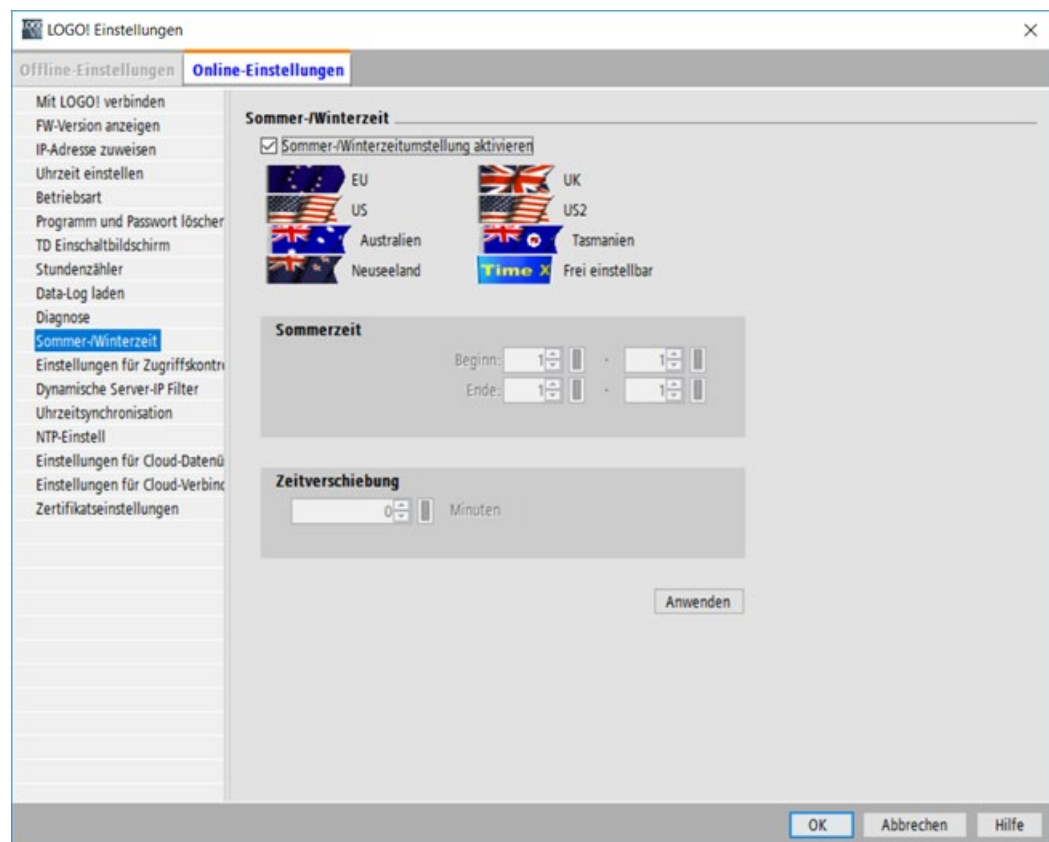 LOGO! Einstellungen
Offline-Einstellungen
Online-Einstellungen
Mit LOGO! verbinden
FW-Version anzeigen
IP-Adresse zuweisen
Uhrzeit einstellen
Betriebsart
Programm und Passwort löschen
TD Einschaltbildschirm
Stundenzähler
Data-Log laden
Diagnose
Sommer-/Winterzeit
Einstellungen für Zugriffskontr
Dynamische Server-IP Filter
Uhrzeitsynchronisation
NTP-Einstell
Einstellungen für Cloud-Datenü
Einstellungen für Cloud-Verbind
Zertifikatseinstellungen
Sommer-/Winterzeit
Sommer-/Winterzeitumstellung aktivieren
EU
UK
US
US2
Australien
Tasmanien
Neuseeland
Time X Frei einstellbar
Sommerzeit
Beginn: 1 - 1
Ende: 1 - 1
Zeitverschiebung
0 Minuten
Anwenden
OK Abbrechen Hilfe